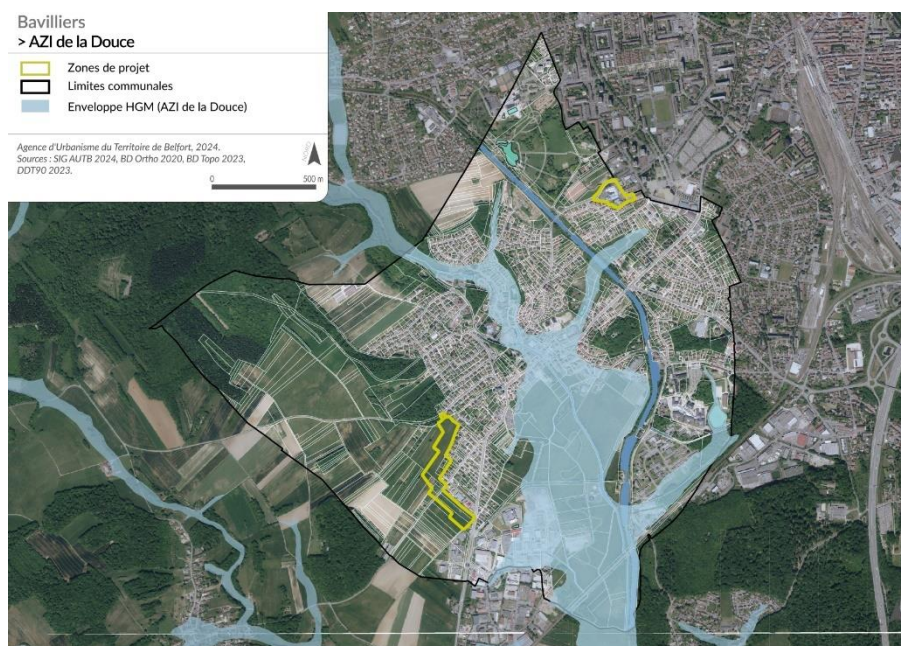 Bavilliers
> AZI de la Douce
Zones de projet
Limites communales
Enveloppe HGM (AZI de la Douce)
Agence d'Urbanisme du Territoire de Belfort, 2024.
Sources : SIG AUTB 2024, BD Ortho 2020, BD Topo 2023,
DDT90 2023.
NORD
0 500 m